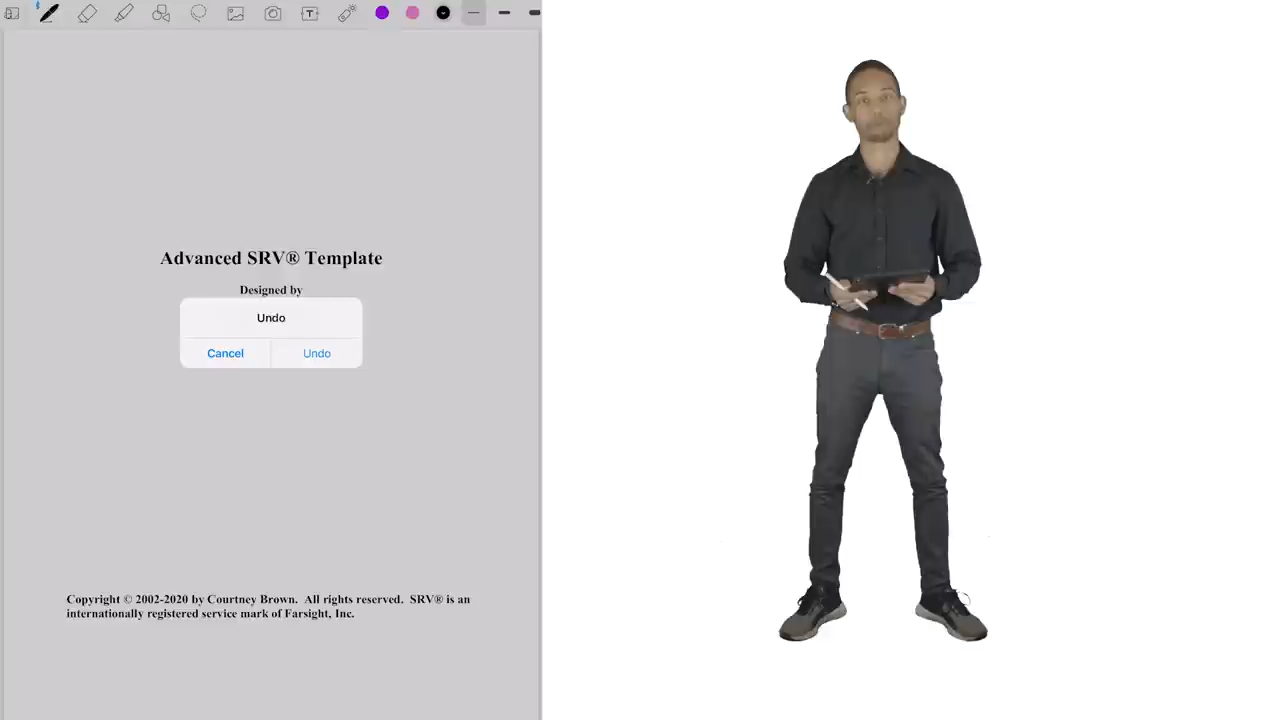 Advanced SRV® Template
Designed by
Undo
Cancel Undo
Copyright © 2002-2020 by Courtney Brown. All rights reserved. SRV® is an
internationally registered service mark of Farsight, Inc.